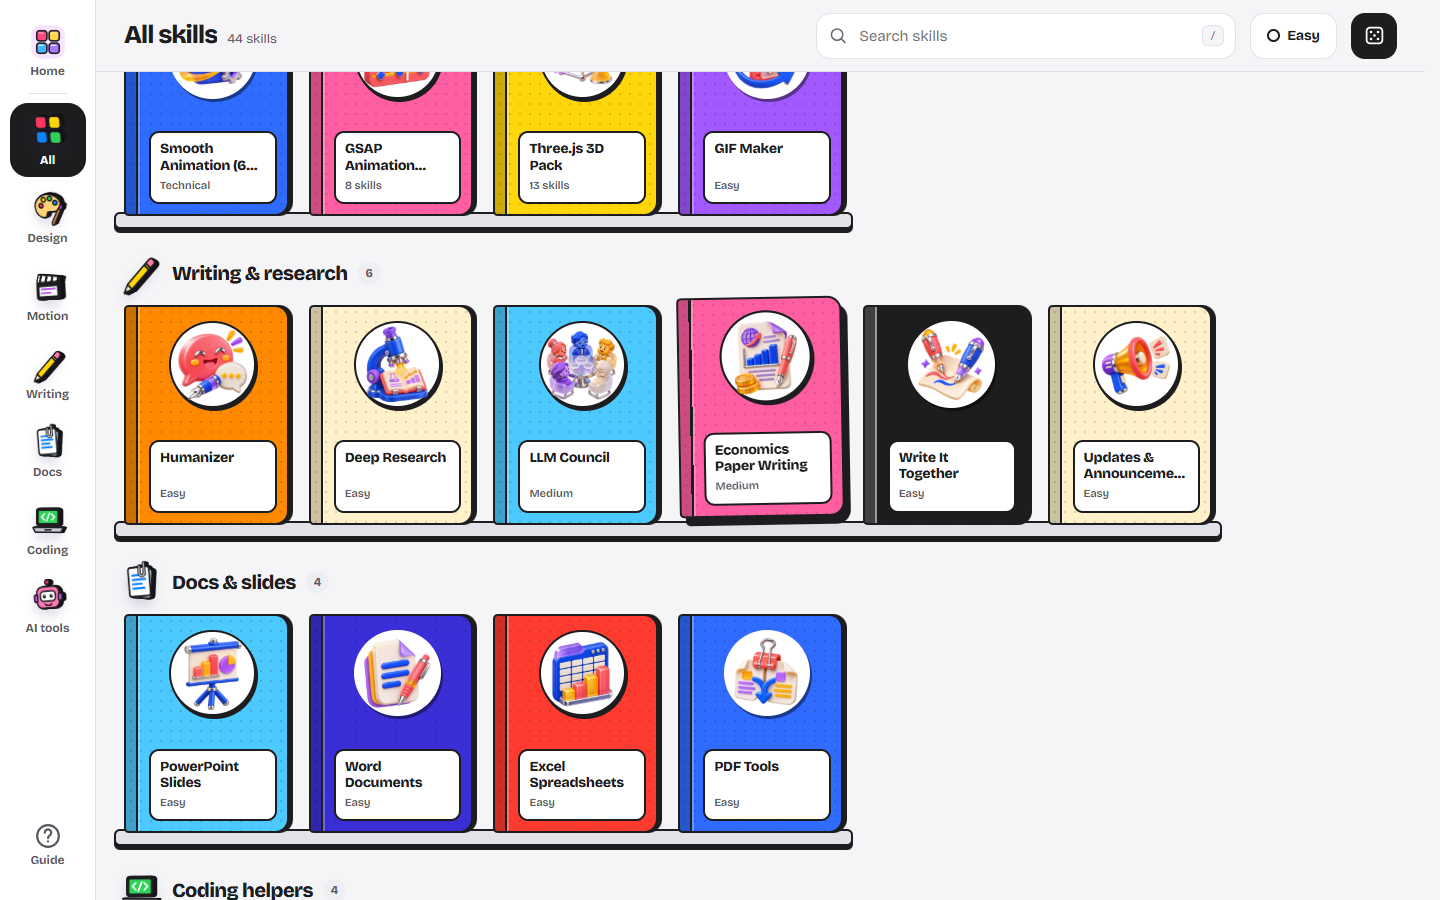 Home
All
Design
Motion
Writing
Docs
Coding
AI tools
Guide
All skills 44 skills
Search skills /
Easy
Smooth
Animation (6...
Technical
GSAP
Animation...
8 skills
Three.js 3D
Pack
13 skills
GIF Maker
Easy
Writing & research 6
Humanizer
Easy
Deep Research
Easy
LLM Council
Medium
Economics
Paper Writing
Medium
Write It
Together
Easy
Updates &
Announceme...
Easy
Docs & slides 4
PowerPoint
Slides
Easy
Word
Documents
Easy
Excel
Spreadsheets
Easy
PDF Tools
Easy
Coding helpers 4